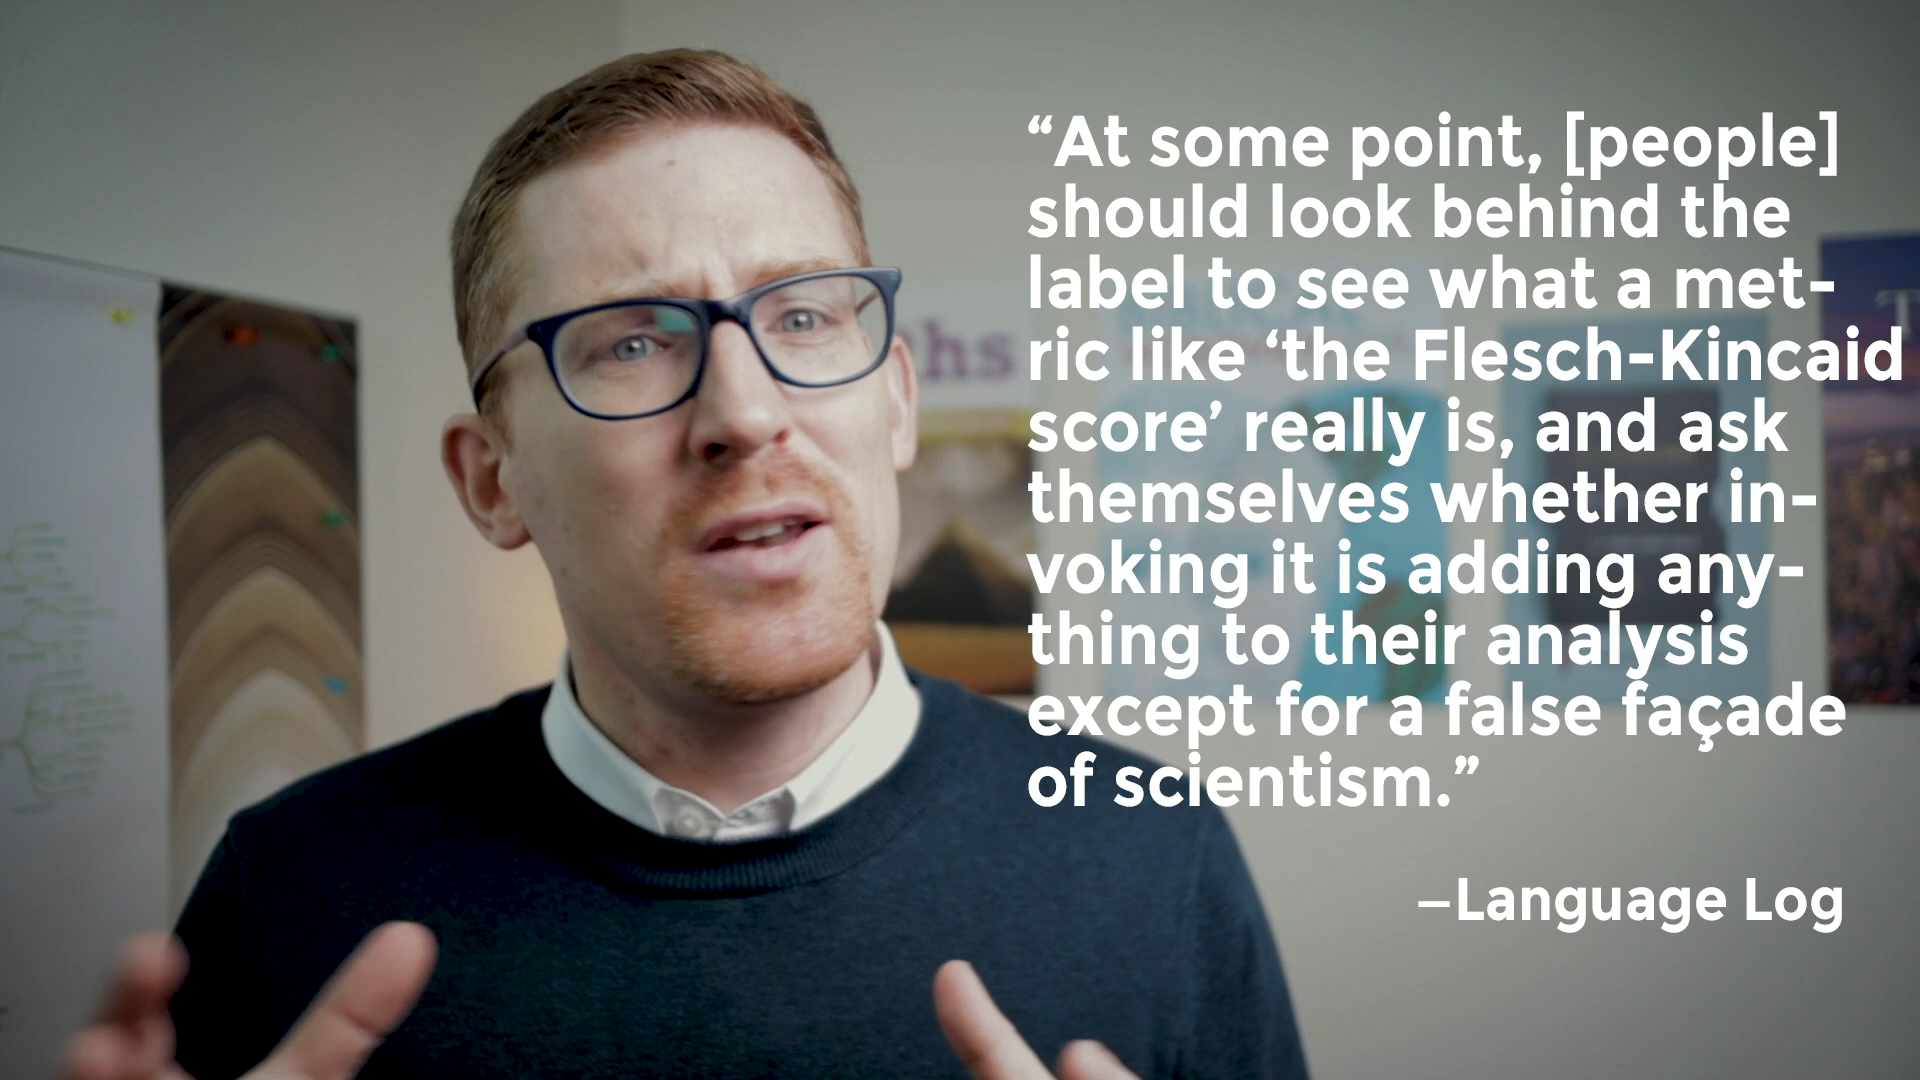 “At some point, [people]
should look behind the
label to see what a met-
ric like ‘the Flesch-Kincaid
score’ really is, and ask
themselves whether in-
voking it is adding any-
thing to their analysis
except for a false façade
of scientism.”
–Language Log
hs